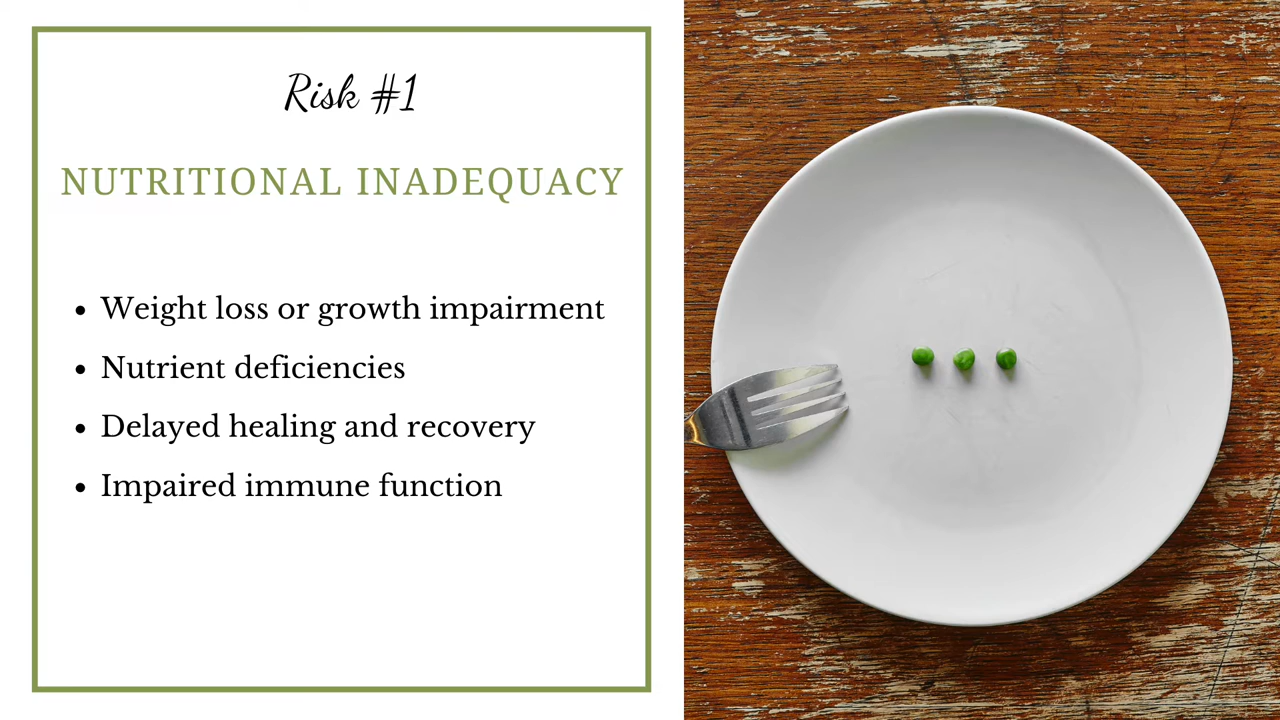 Risk #1
NUTRITIONAL INADEQUACY
Weight loss or growth impairment
Nutrient deficiencies
Delayed healing and recovery
Impaired immune function